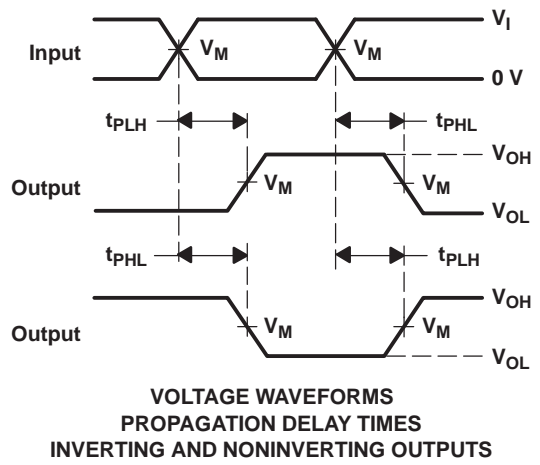 V_I
Input V_M V_M
0 V
t_PLH t_PHL
V_OH
Output V_M V_M
V_OL
t_PHL t_PLH
V_OH
Output V_M V_M
V_OL
VOLTAGE WAVEFORMS
PROPAGATION DELAY TIMES
INVERTING AND NONINVERTING OUTPUTS